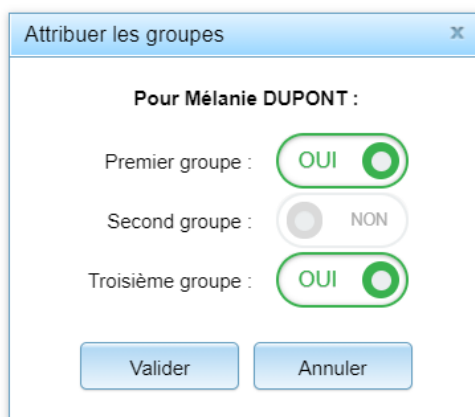 Attribuer les groupes x
Pour Mélanie DUPONT :
Premier groupe : OUI
Second groupe : NON
Troisième groupe : OUI
Valider Annuler